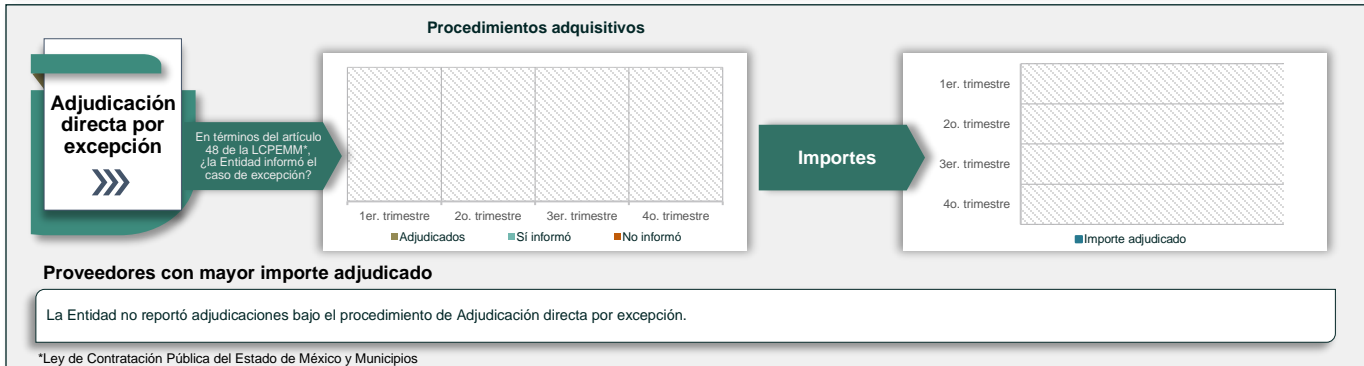 Procedimientos adquisitivos
Adjudicación
directa por
excepción
En términos del artículo
48 de la LCPEMM*,
¿la Entidad informó el
caso de excepción?
1er. trimestre
2o. trimestre
3er. trimestre
4o. trimestre
Adjudicados
Sí informó
No informó
Importes
1er. trimestre
2o. trimestre
3er. trimestre
4o. trimestre
Importe adjudicado
Proveedores con mayor importe adjudicado
La Entidad no reportó adjudicaciones bajo el procedimiento de Adjudicación directa por excepción.
*Ley de Contratación Pública del Estado de México y Municipios